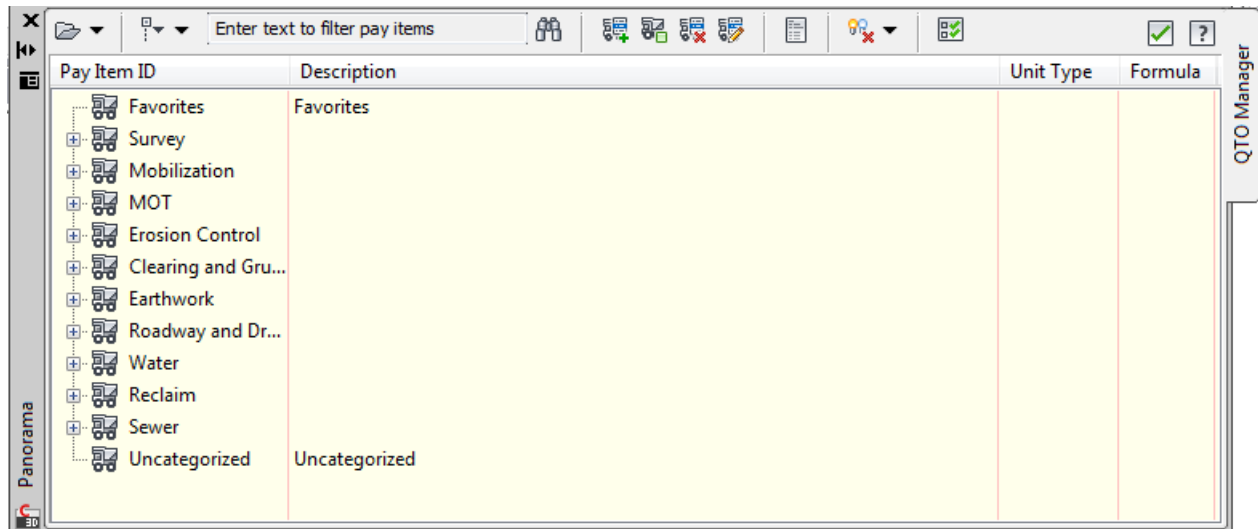 Enter text to filter pay items
Pay Item ID Description Unit Type Formula
Favorites Favorites
Survey
Mobilization
MOT
Erosion Control
Clearing and Gru...
Earthwork
Roadway and Dr...
Water
Reclaim
Sewer
Uncategorized Uncategorized
QTO Manager
Panorama
C
3D